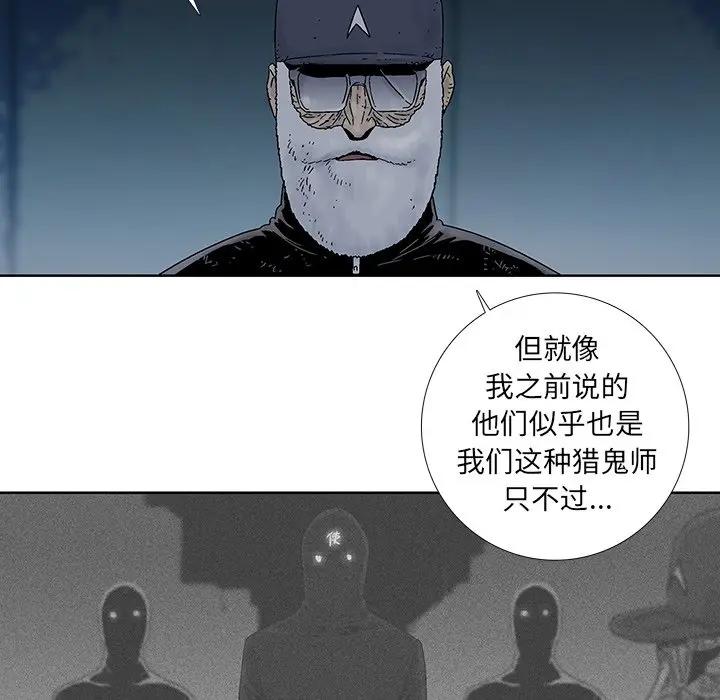 但就像
我之前说的
他们似乎也是
我们这种猎鬼师
只不过...
使